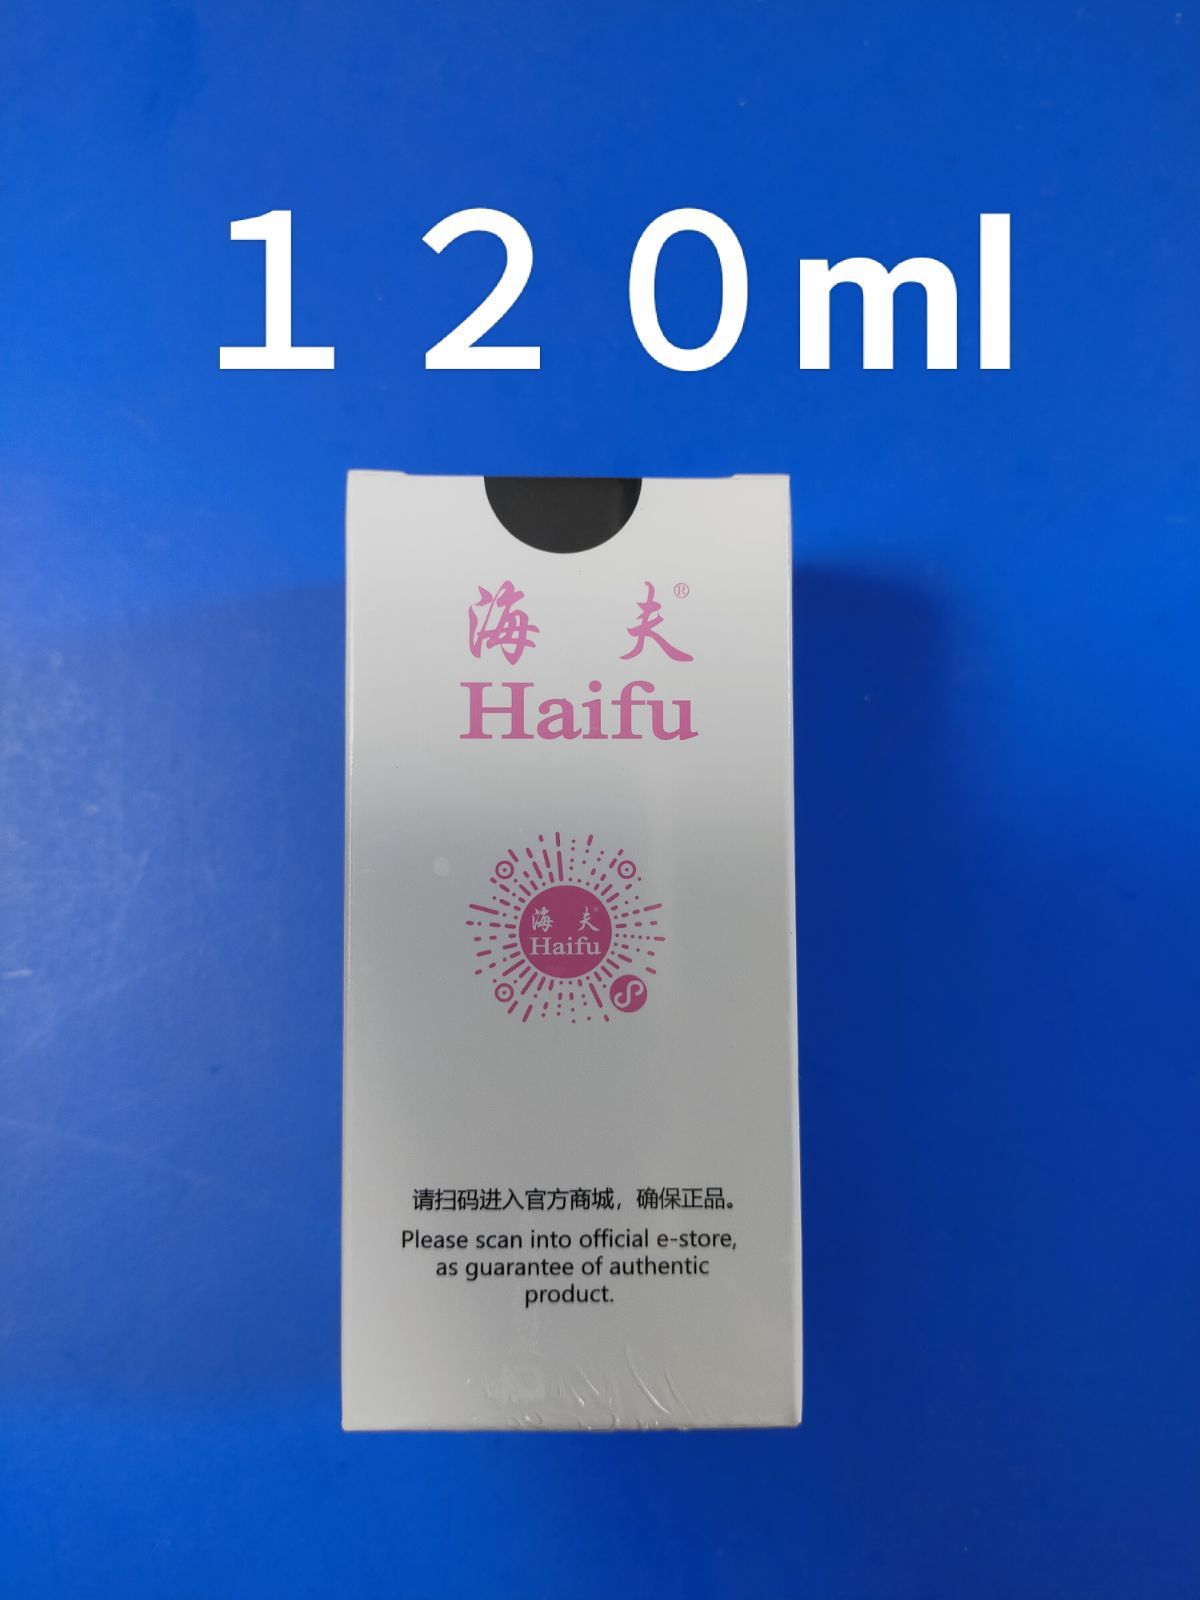 １２０ml
海夫®
Haifu
海夫®
Haifu
请扫码进入官方商城，确保正品。
Please scan into official e-store,
as guarantee of authentic
product.